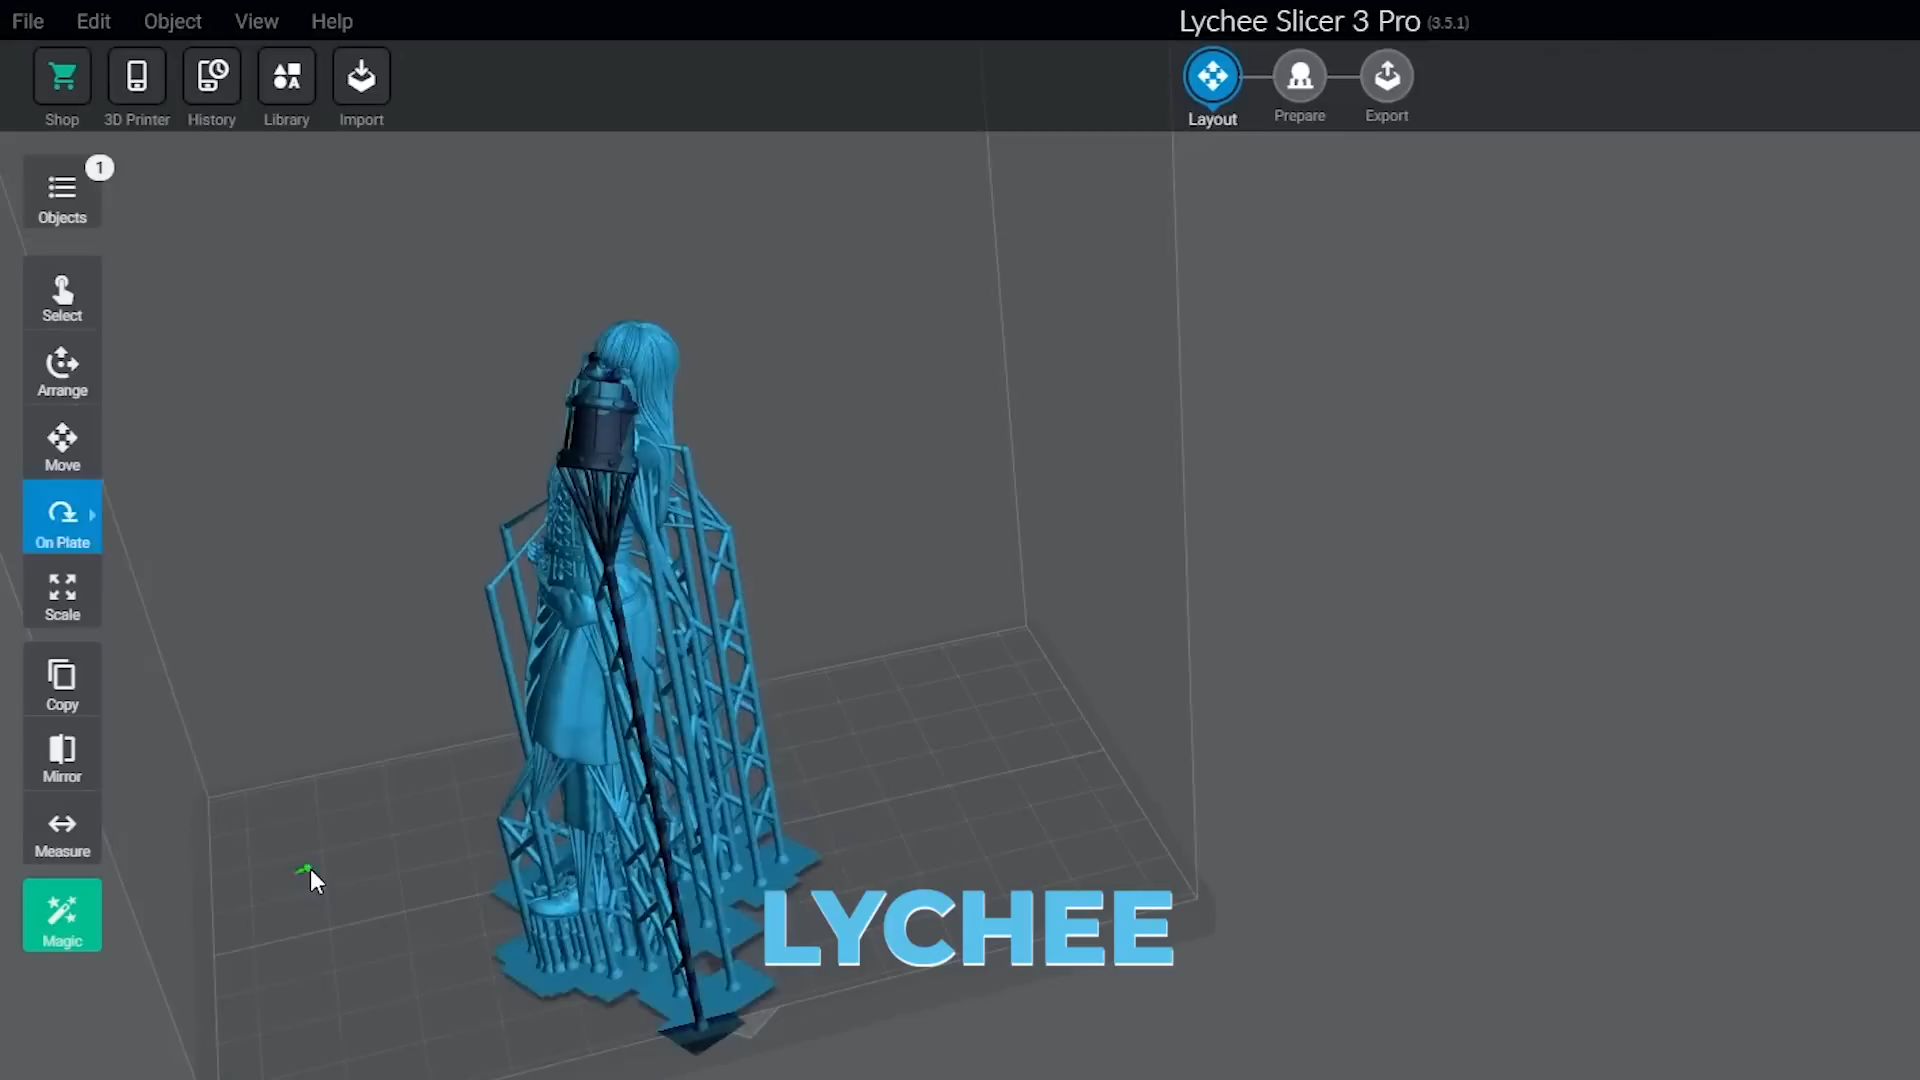 File Edit Object View Help
Lychee Slicer 3 Pro (3.5.1)
Shop 3D Printer History Library Import
Layout Prepare Export
1
Objects
Select
Arrange
Move
On Plate
Scale
Copy
Mirror
Measure
Magic
LYCHEE